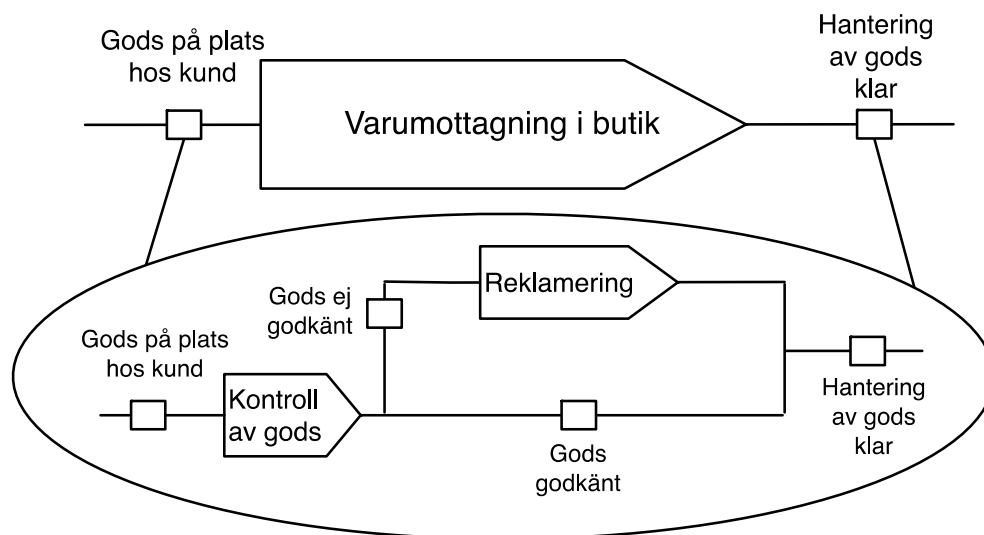 Gods på plats
hos kund
Varumottagning i butik
Hantering
av gods
klar
Gods på plats
hos kund
Kontroll
av gods
Gods ej
godkänt
Reklamering
Gods
godkänt
Hantering
av gods
klar